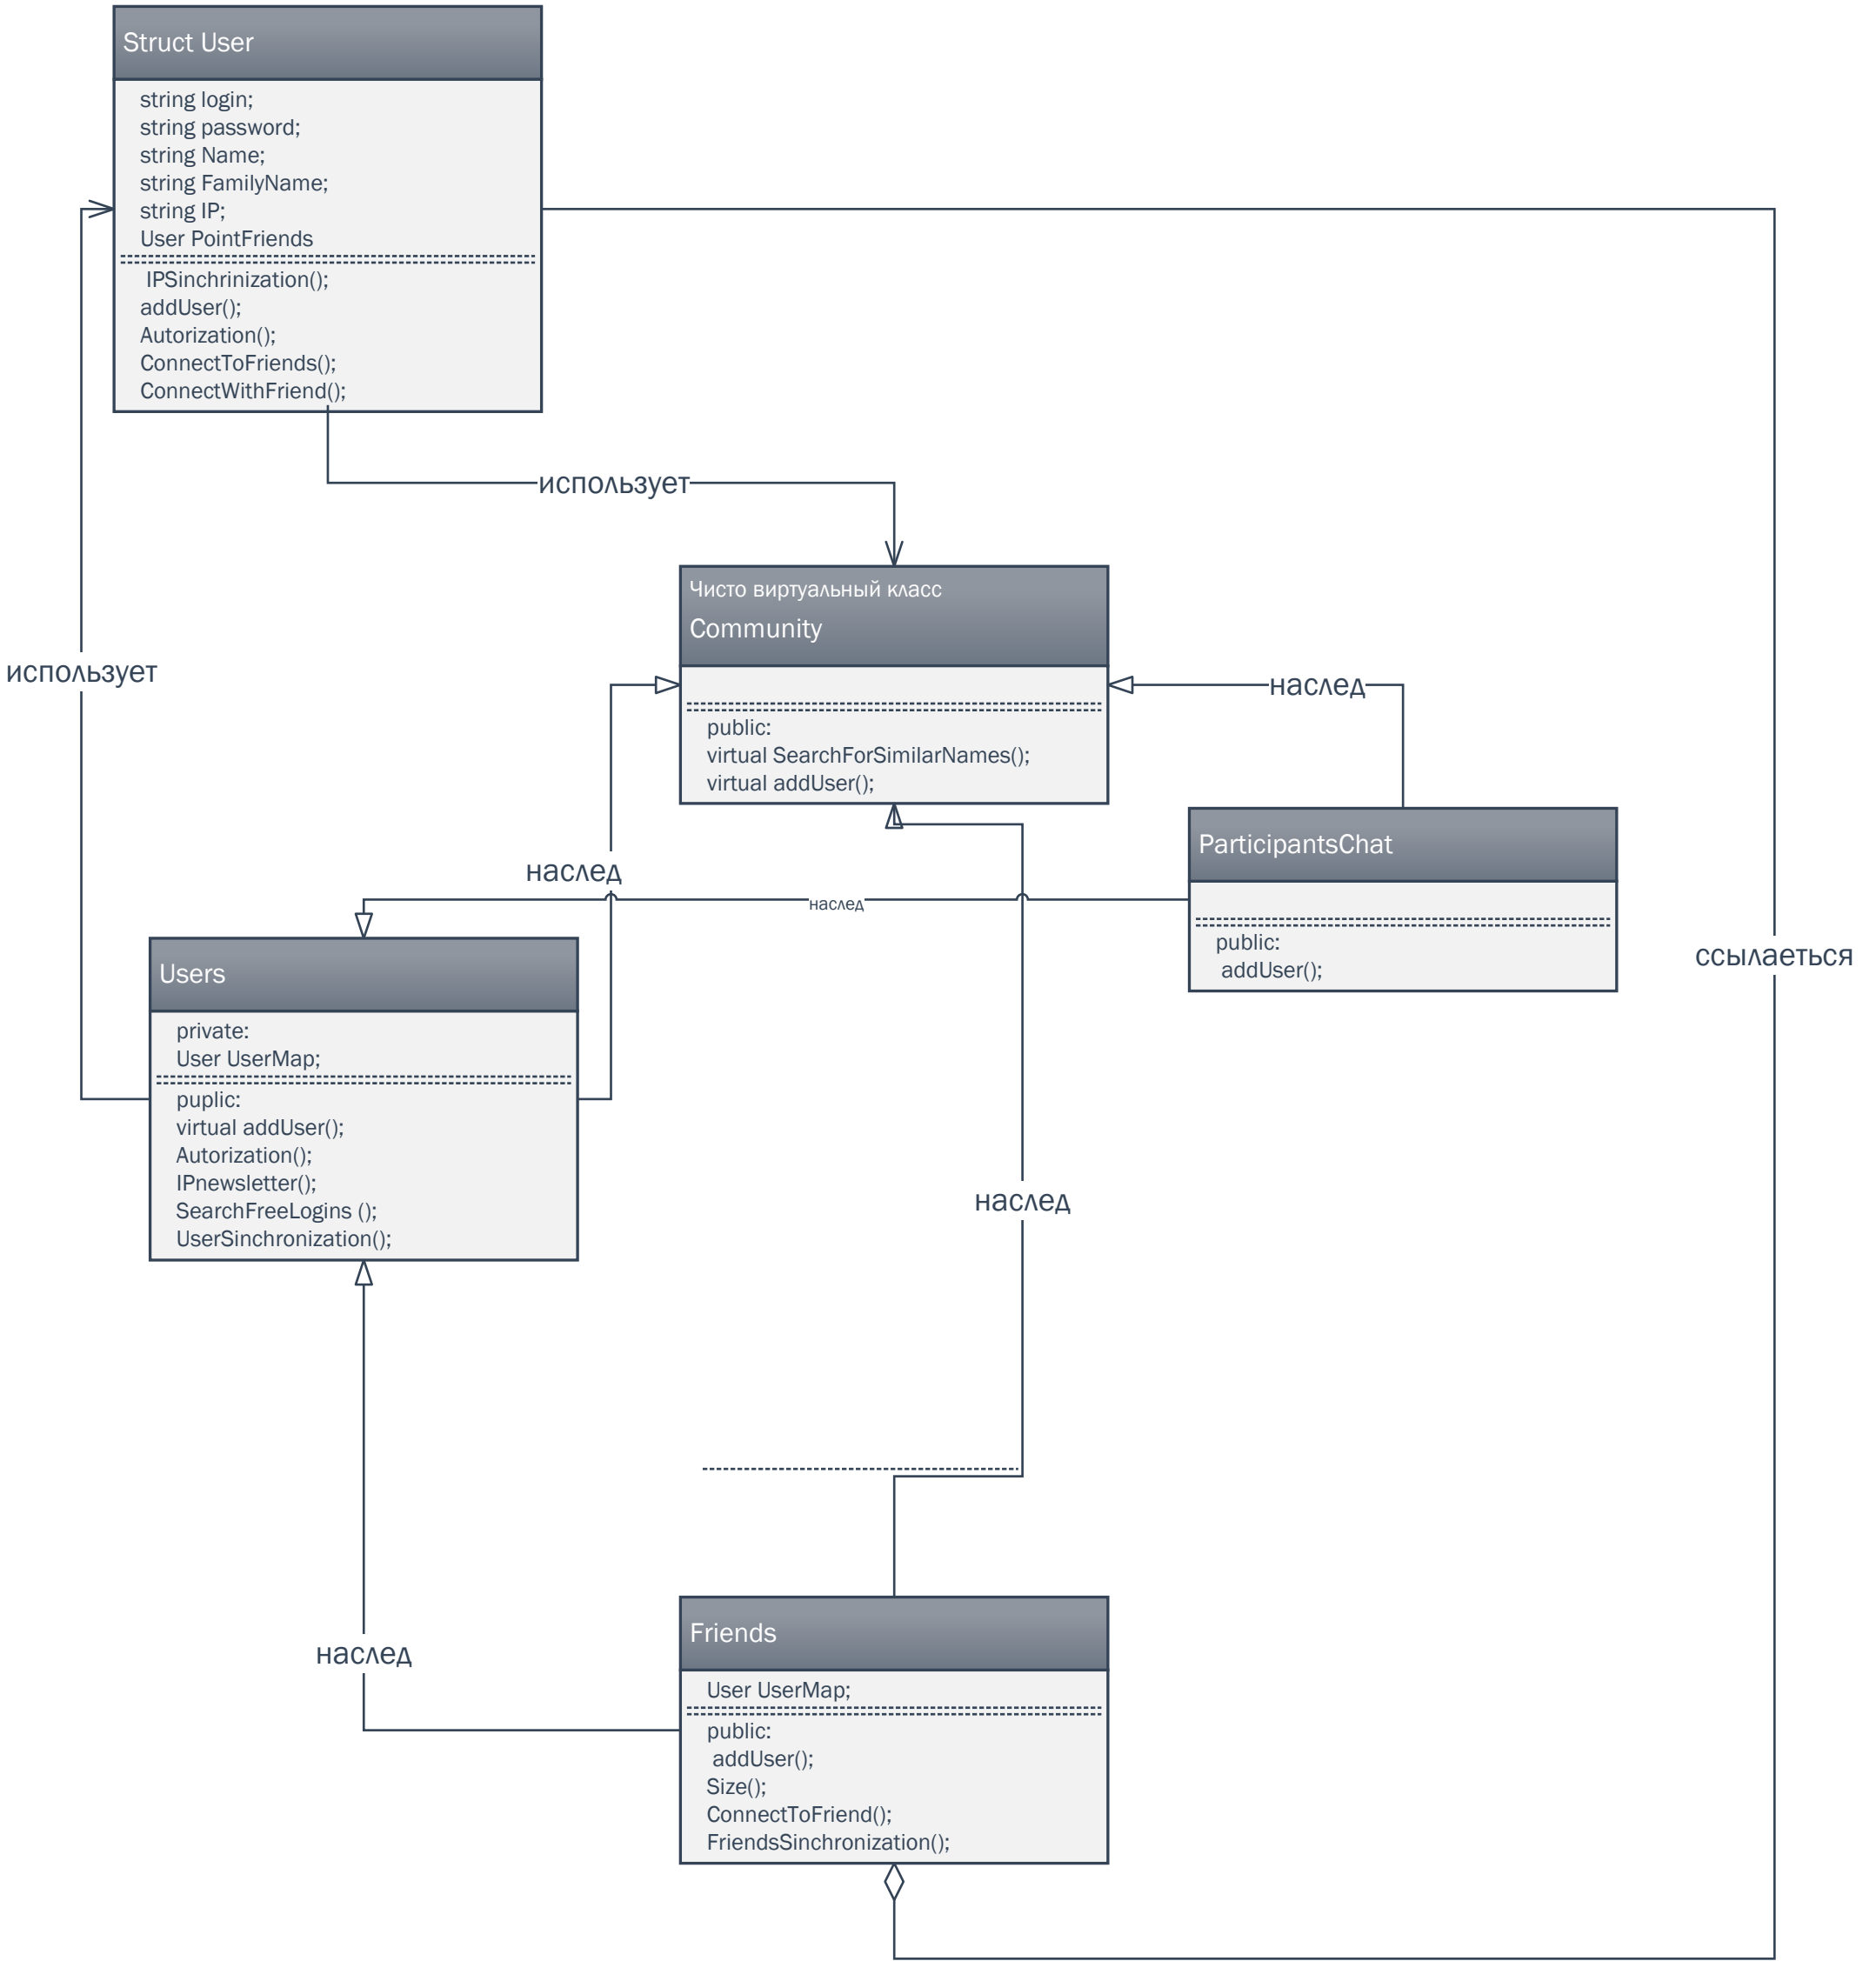 Struct User
string login;
string password;
string Name;
string FamilyName;
string IP;
User PointFriends
IPSinchrinization();
addUser();
Autorization();
ConnectToFriends();
ConnectWithFriend();
использует
Чисто виртуальный класс
Community
public:
virtual SearchForSimilarNames();
virtual addUser();
использует
наслед
наслед
наслед
ParticipantsChat
public:
addUser();
ссылаеться
Users
private:
User UserMap;
puplic:
virtual addUser();
Autorization();
IPnewsletter();
SearchFreeLogins ();
UserSinchronization();
наслед
наслед
Friends
User UserMap;
public:
addUser();
Size();
ConnectToFriend();
FriendsSinchronization();